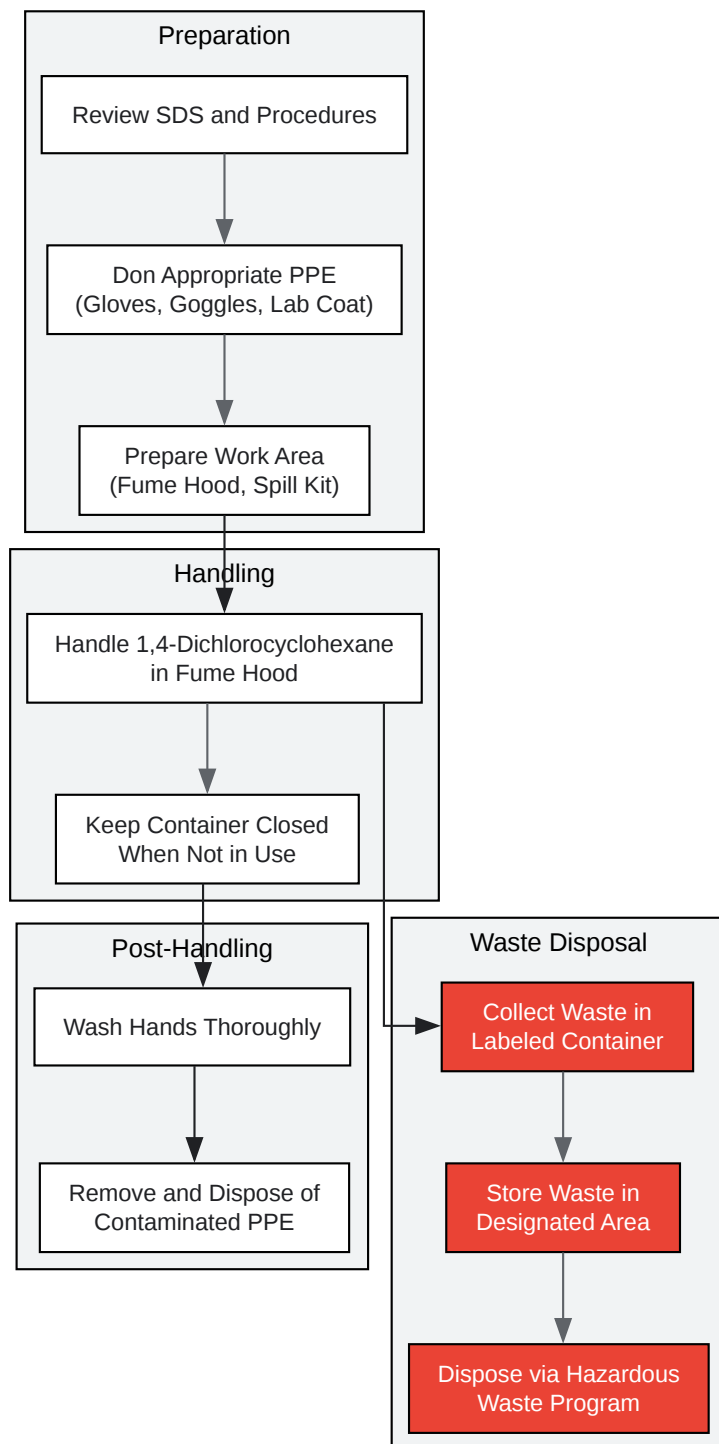 Preparation
Review SDS and Procedures
Don Appropriate PPE
(Gloves, Goggles, Lab Coat)
Prepare Work Area
(Fume Hood, Spill Kit)
Handling
Handle 1,4-Dichlorocyclohexane
in Fume Hood
Keep Container Closed
When Not in Use
Post-Handling
Wash Hands Thoroughly
Remove and Dispose of
Contaminated PPE
Waste Disposal
Collect Waste in
Labeled Container
Store Waste in
Designated Area
Dispose via Hazardous
Waste Program